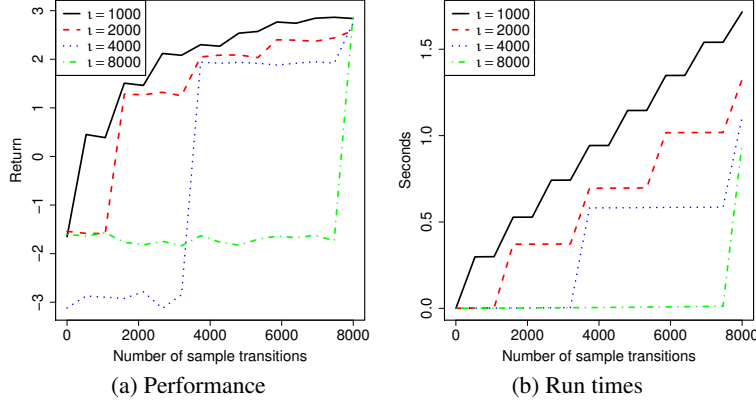 ι = 1000
ι = 2000
ι = 4000
ι = 8000
Return
3
2
1
0
−1
−2
−3
0 2000 4000 6000 8000
Number of sample transitions
(a) Performance
ι = 1000
ι = 2000
ι = 4000
ι = 8000
Seconds
1.5
1.0
0.5
0.0
0 2000 4000 6000 8000
Number of sample transitions
(b) Run times